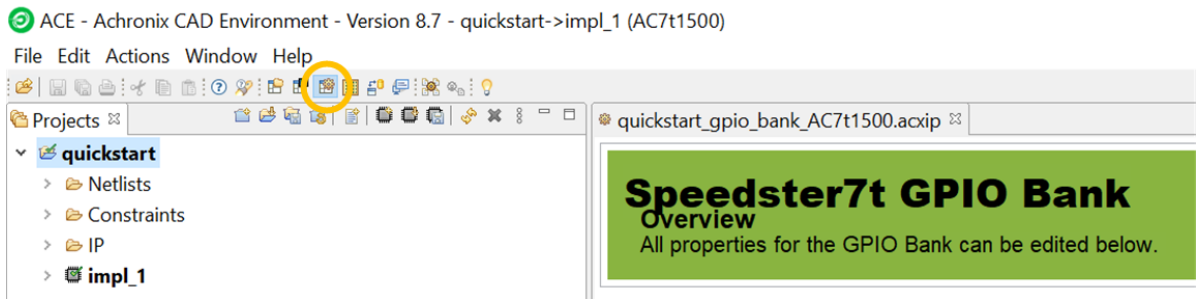 ACE - Achronix CAD Environment - Version 8.7 - quickstart->impl_1 (AC7t1500)
File Edit Actions Window Help
Projects
quickstart_gpio_bank_AC7t1500.acxip
quickstart
Netlists
Constraints
IP
impl_1
Speedster7t GPIO Bank
Overview
All properties for the GPIO Bank can be edited below.